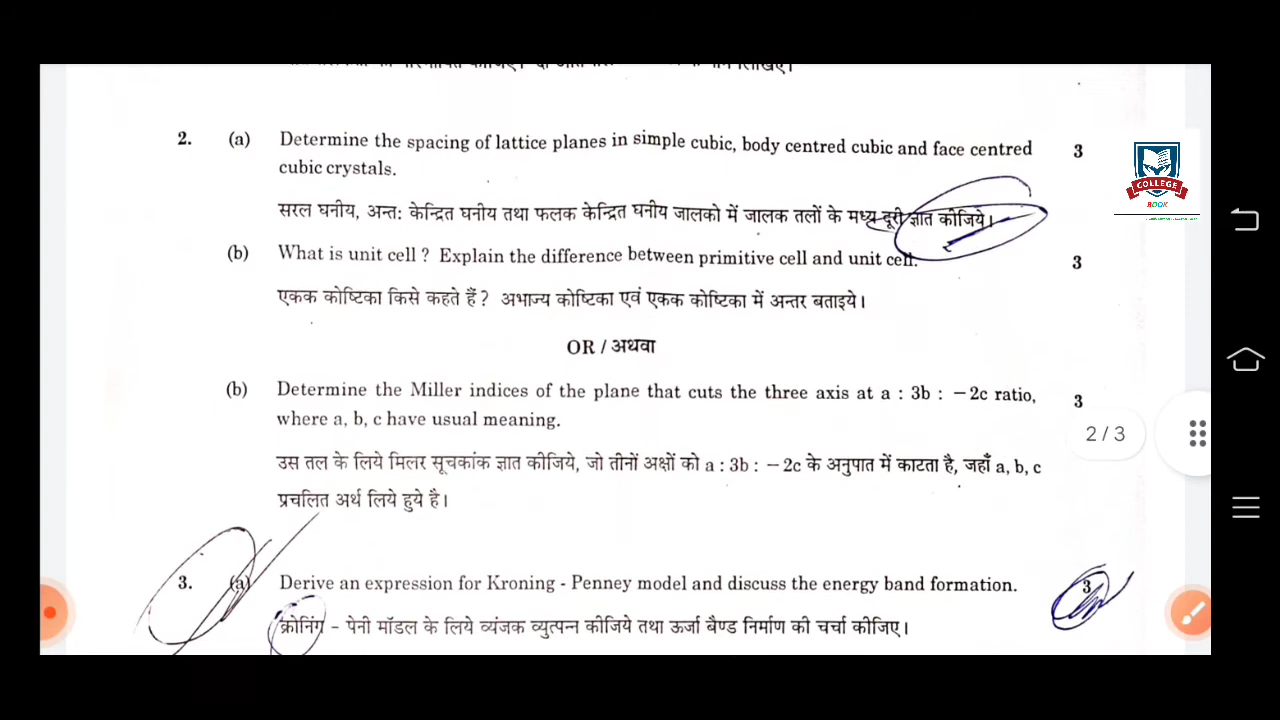 2. (a) Determine the spacing of lattice planes in simple cubic, body centred cubic and face centred 3
cubic crystals.
सरल घनीय, अन्त: केन्द्रित घनीय तथा फलक केन्द्रित घनीय जालको में जालक तलों के मध्य दूरी ज्ञात कीजिये।
(b) What is unit cell ? Explain the difference between primitive cell and unit cell. 3
एकक कोष्टिका किसे कहते हैं ? अभाज्य कोष्टिका एवं एकक कोष्टिका में अन्तर बताइये।
OR / अथवा
(b) Determine the Miller indices of the plane that cuts the three axis at a : 3b : – 2c ratio, 3
where a, b, c have usual meaning.
उस तल के लिये मिलर सूचकांक ज्ञात कीजिये, जो तीनों अक्षों को a : 3b : – 2c के अनुपात में काटता है, जहाँ a, b, c
प्रचलित अर्थ लिये हुये है।
3. (a) Derive an expression for Kroning - Penney model and discuss the energy band formation. 3
क्रोनिंग – पेनी मॉडल के लिये व्यंजक व्युत्पन्न कीजिये तथा ऊर्जा बैण्ड निर्माण की चर्चा कीजिए।
COLLEGE
ROOK
2 / 3